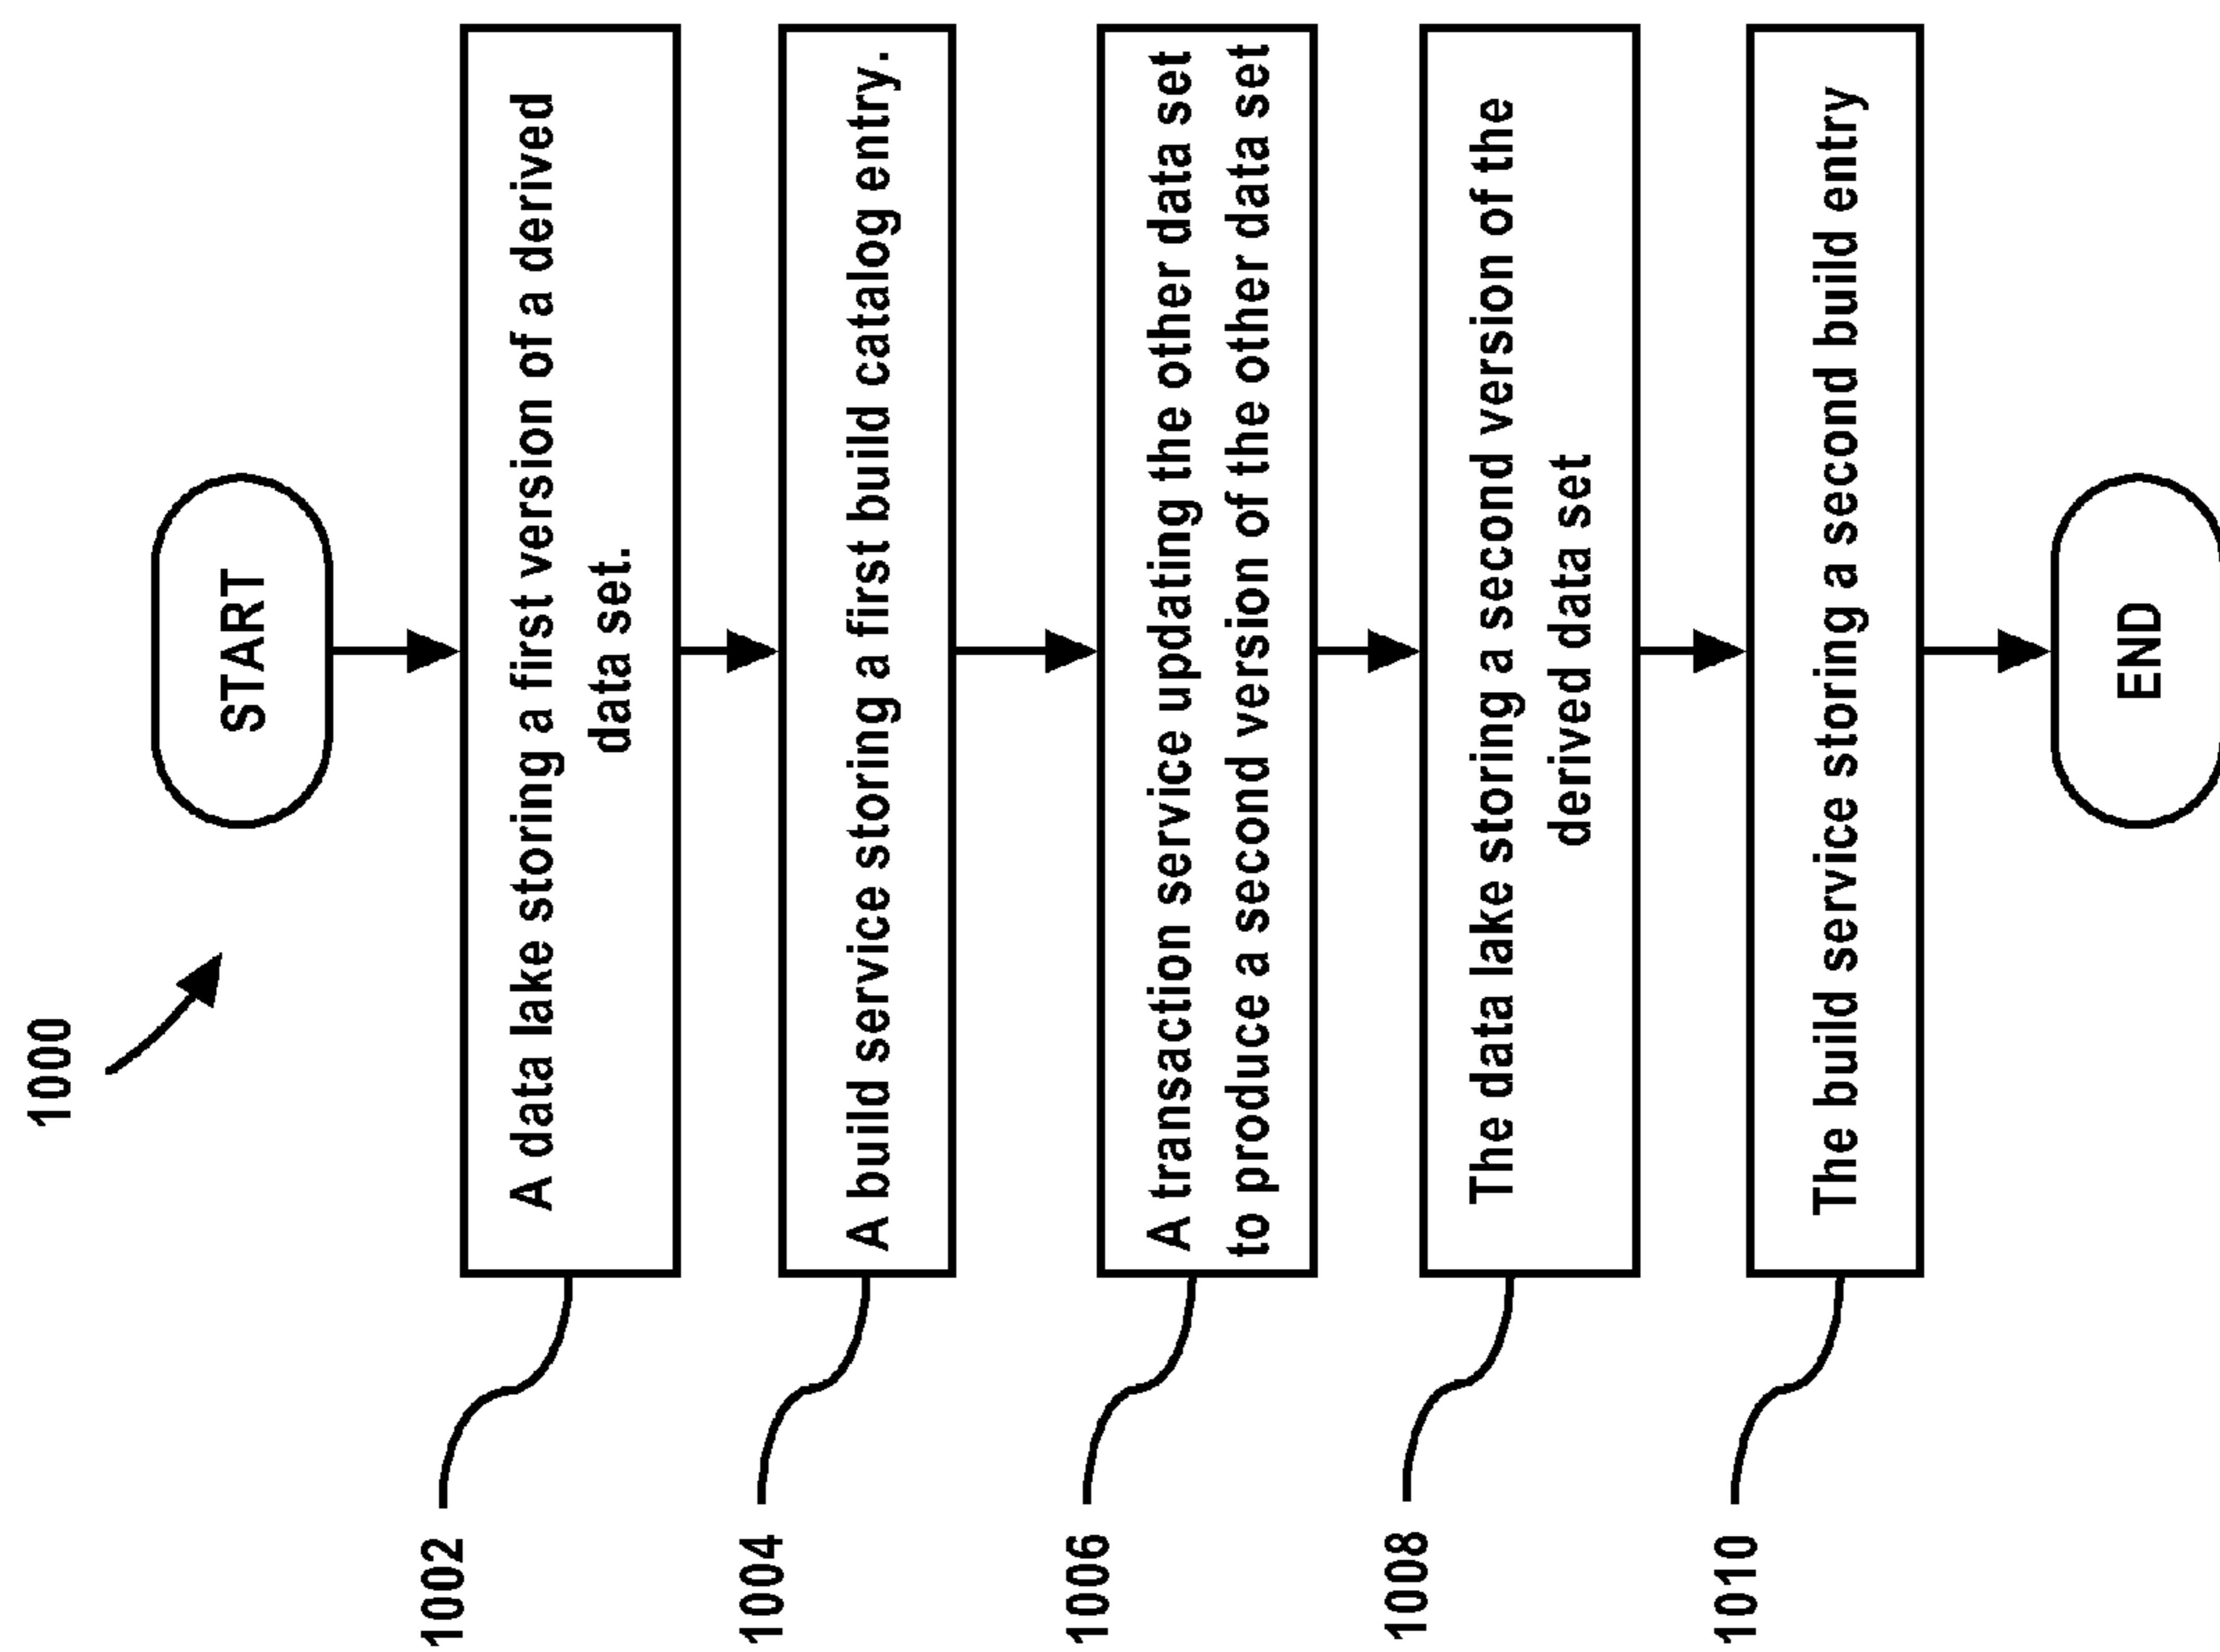 1000
START
1002
A data lake storing a first version of a derived
data set.
1004
A build service storing a first build catalog entry.
1006
A transaction service updating the other data set
to produce a second version of the other data set
1008
The data lake storing a second version of the
derived data set
1010
The build service storing a second build entry
END